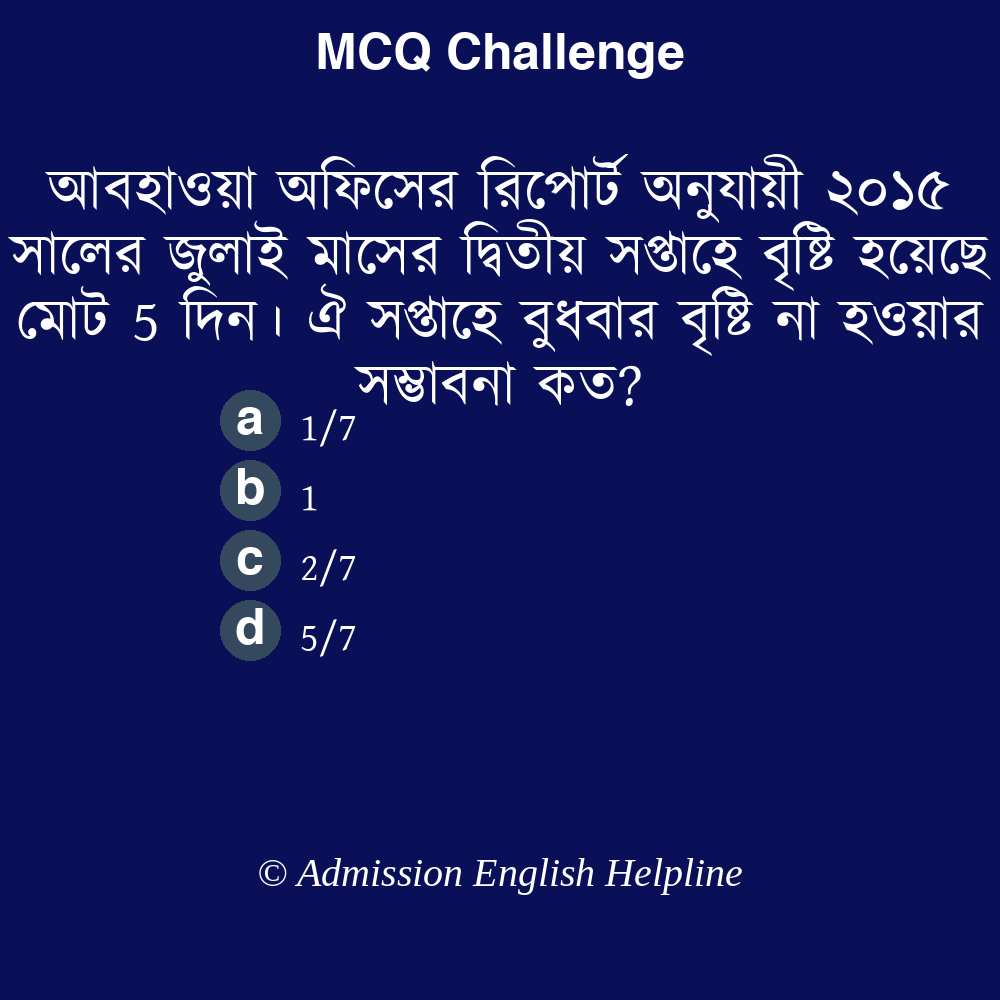 MCQ Challenge
আবহাওয়া অফিসের রিপোর্ট অনুযায়ী ২০১৫
সালের জুলাই মাসের দ্বিতীয় সপ্তাহে বৃষ্টি হয়েছে
মোট 5 দিন। ঐ সপ্তাহে বুধবার বৃষ্টি না হওয়ার
সম্ভাবনা কত?
a 1/7
b 1
c 2/7
d 5/7
© Admission English Helpline